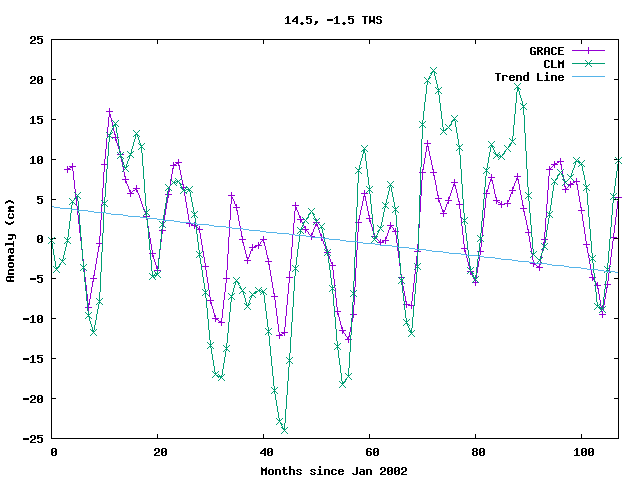 14.5, -1.5 TWS
GRACE
CLM
Trend Line
25
20
15
10
5
0
-5
-10
-15
-20
-25
Anomaly (cm)
0 20 40 60 80 100
Months since Jan 2002